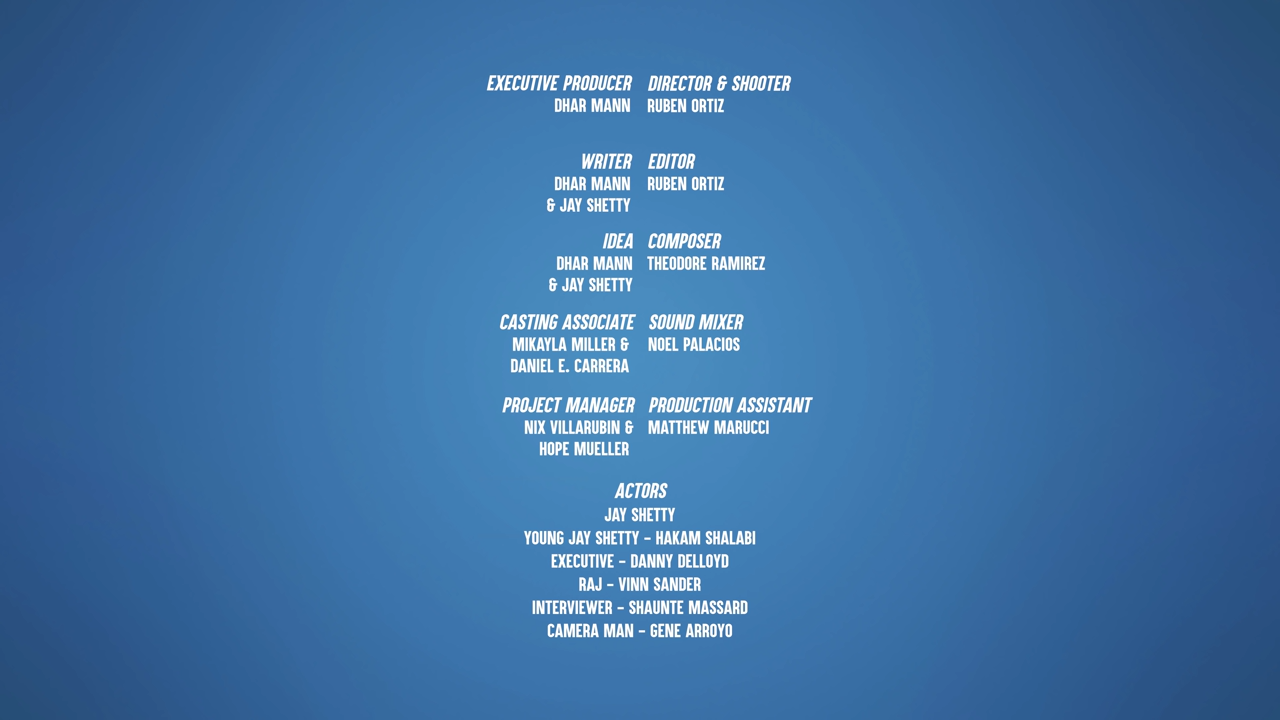 EXECUTIVE PRODUCER
DHAR MANN
DIRECTOR & SHOOTER
RUBEN ORTIZ
WRITER
DHAR MANN
& JAY SHETTY
EDITOR
RUBEN ORTIZ
IDEA
DHAR MANN
& JAY SHETTY
COMPOSER
THEODORE RAMIREZ
CASTING ASSOCIATE
MIKAYLA MILLER &
DANIEL E. CARRERA
SOUND MIXER
NOEL PALACIOS
PROJECT MANAGER
NIX VILLARUBIN &
HOPE MUELLER
PRODUCTION ASSISTANT
MATTHEW MARUCCI
ACTORS
JAY SHETTY
YOUNG JAY SHETTY - HAKAM SHALABI
EXECUTIVE - DANNY DELLOYD
RAJ - VINN SANDER
INTERVIEWER - SHAUNTE MASSARD
CAMERA MAN - GENE ARROYO